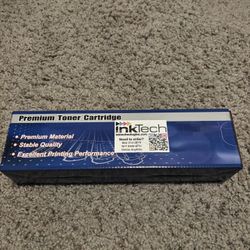 Premium Toner Cartridge
• Premium Material
• Stable Quality
• Excellent Printing Performance
inkTech
Need to order?